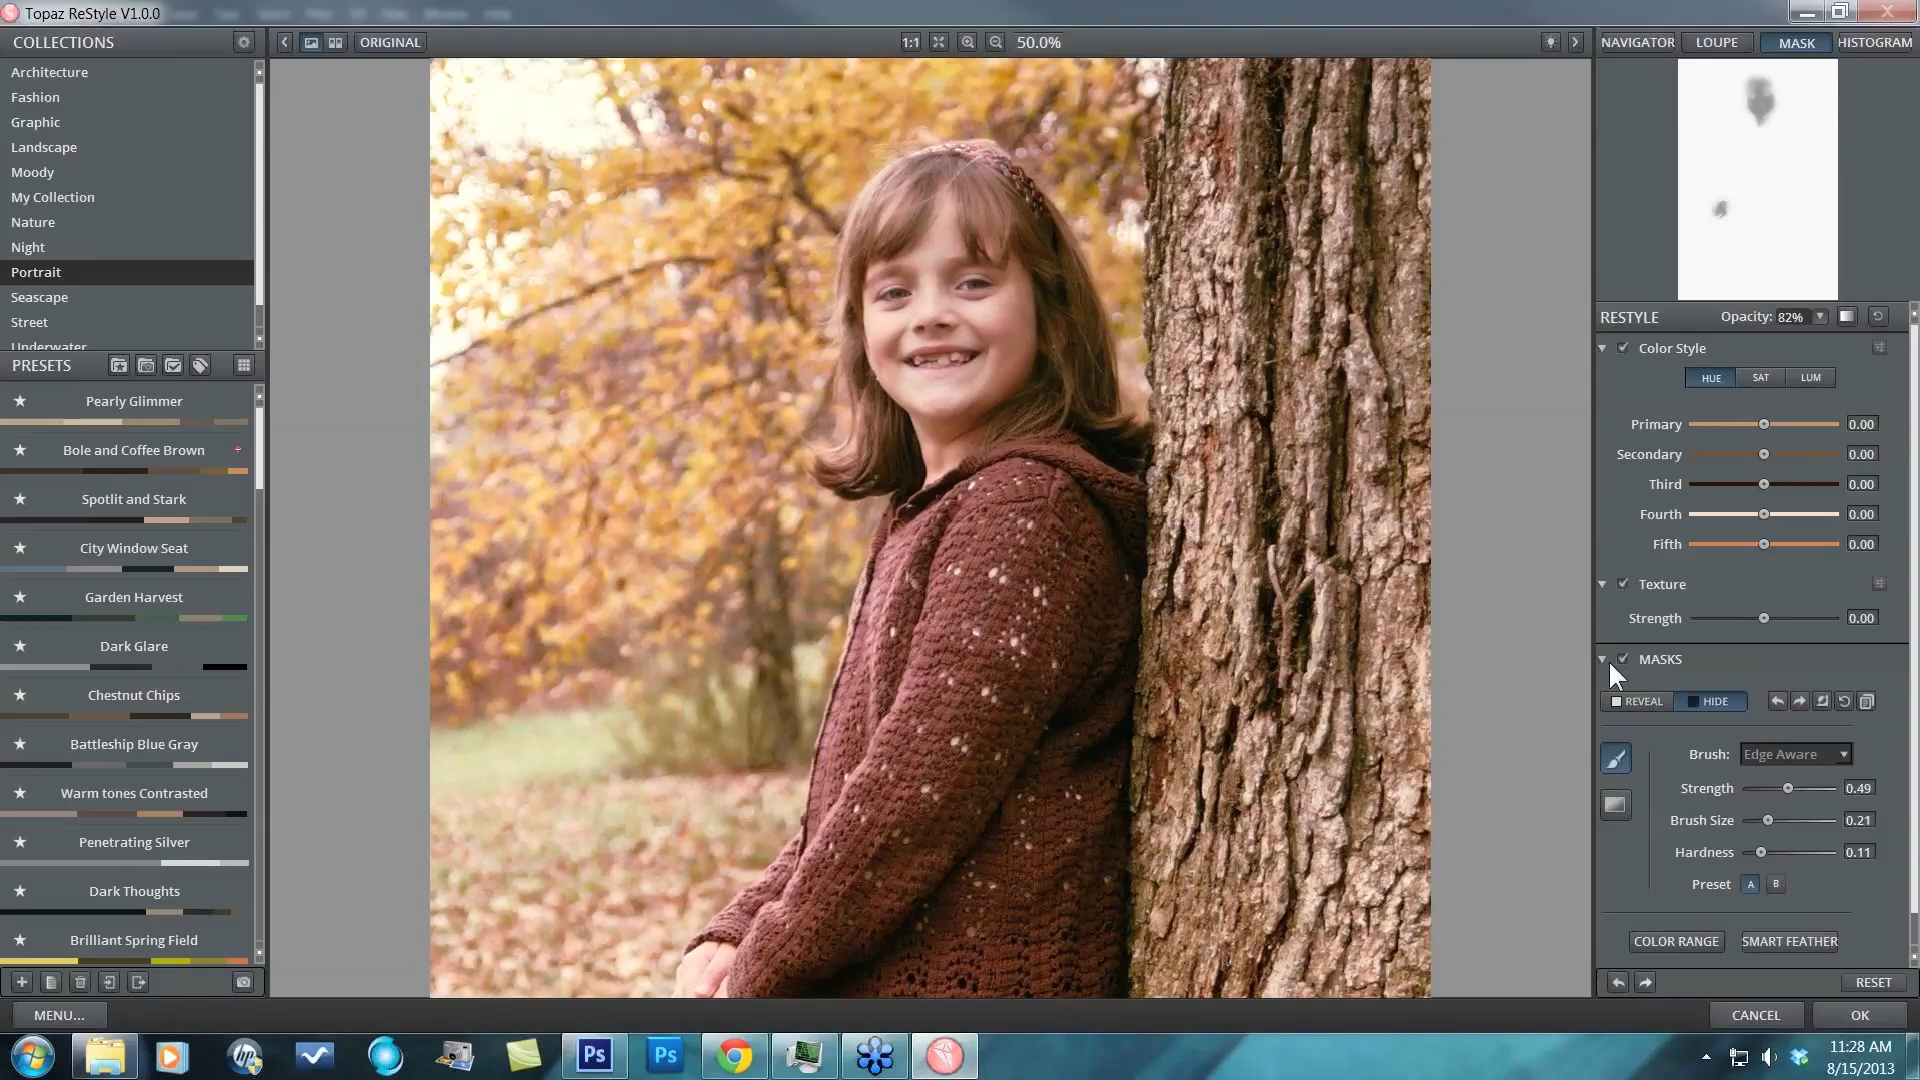 Topaz ReStyle V1.0.0
COLLECTIONS
ORIGINAL
1:1
50.0%
NAVIGATOR
LOUPE
MASK
HISTOGRAM
Architecture
Fashion
Graphic
Landscape
Moody
My Collection
Nature
Night
Portrait
Seascape
Street
Underwater
PRESETS
Pearly Glimmer
Bole and Coffee Brown
Spotlit and Stark
City Window Seat
Garden Harvest
Dark Glare
Chestnut Chips
Battleship Blue Gray
Warm tones Contrasted
Penetrating Silver
Dark Thoughts
Brilliant Spring Field
MENU...
RESTYLE
Opacity: 82%
Color Style
HUE
SAT
LUM
Primary 0.00
Secondary 0.00
Third 0.00
Fourth 0.00
Fifth 0.00
Texture
Strength 0.00
MASKS
REVEAL
HIDE
Brush: Edge Aware
Strength 0.49
Brush Size 0.21
Hardness 0.11
Preset A B
COLOR RANGE
SMART FEATHER
RESET
CANCEL
OK
hp
Ps
Ps
11:28 AM
8/15/2013